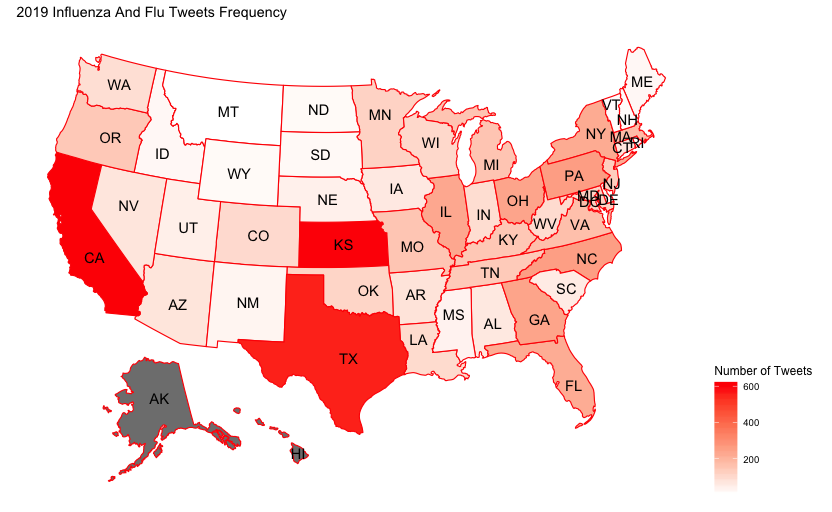 2019 Influenza And Flu Tweets Frequency
ME
WA
VT
MT
ND
MN
NH
OR
NY
MA
WI
RI
CT
ID
SD
MI
WY
PA
IA
NJ
NE
MD
OH
DE
DC
NV
IL
IN
UT
WV
VA
CO
KY
KS
MO
CA
NC
TN
OK
SC
AR
NM
AZ
MS
GA
AL
LA
TX
Number of Tweets
FL
600
AK
400
HI
200